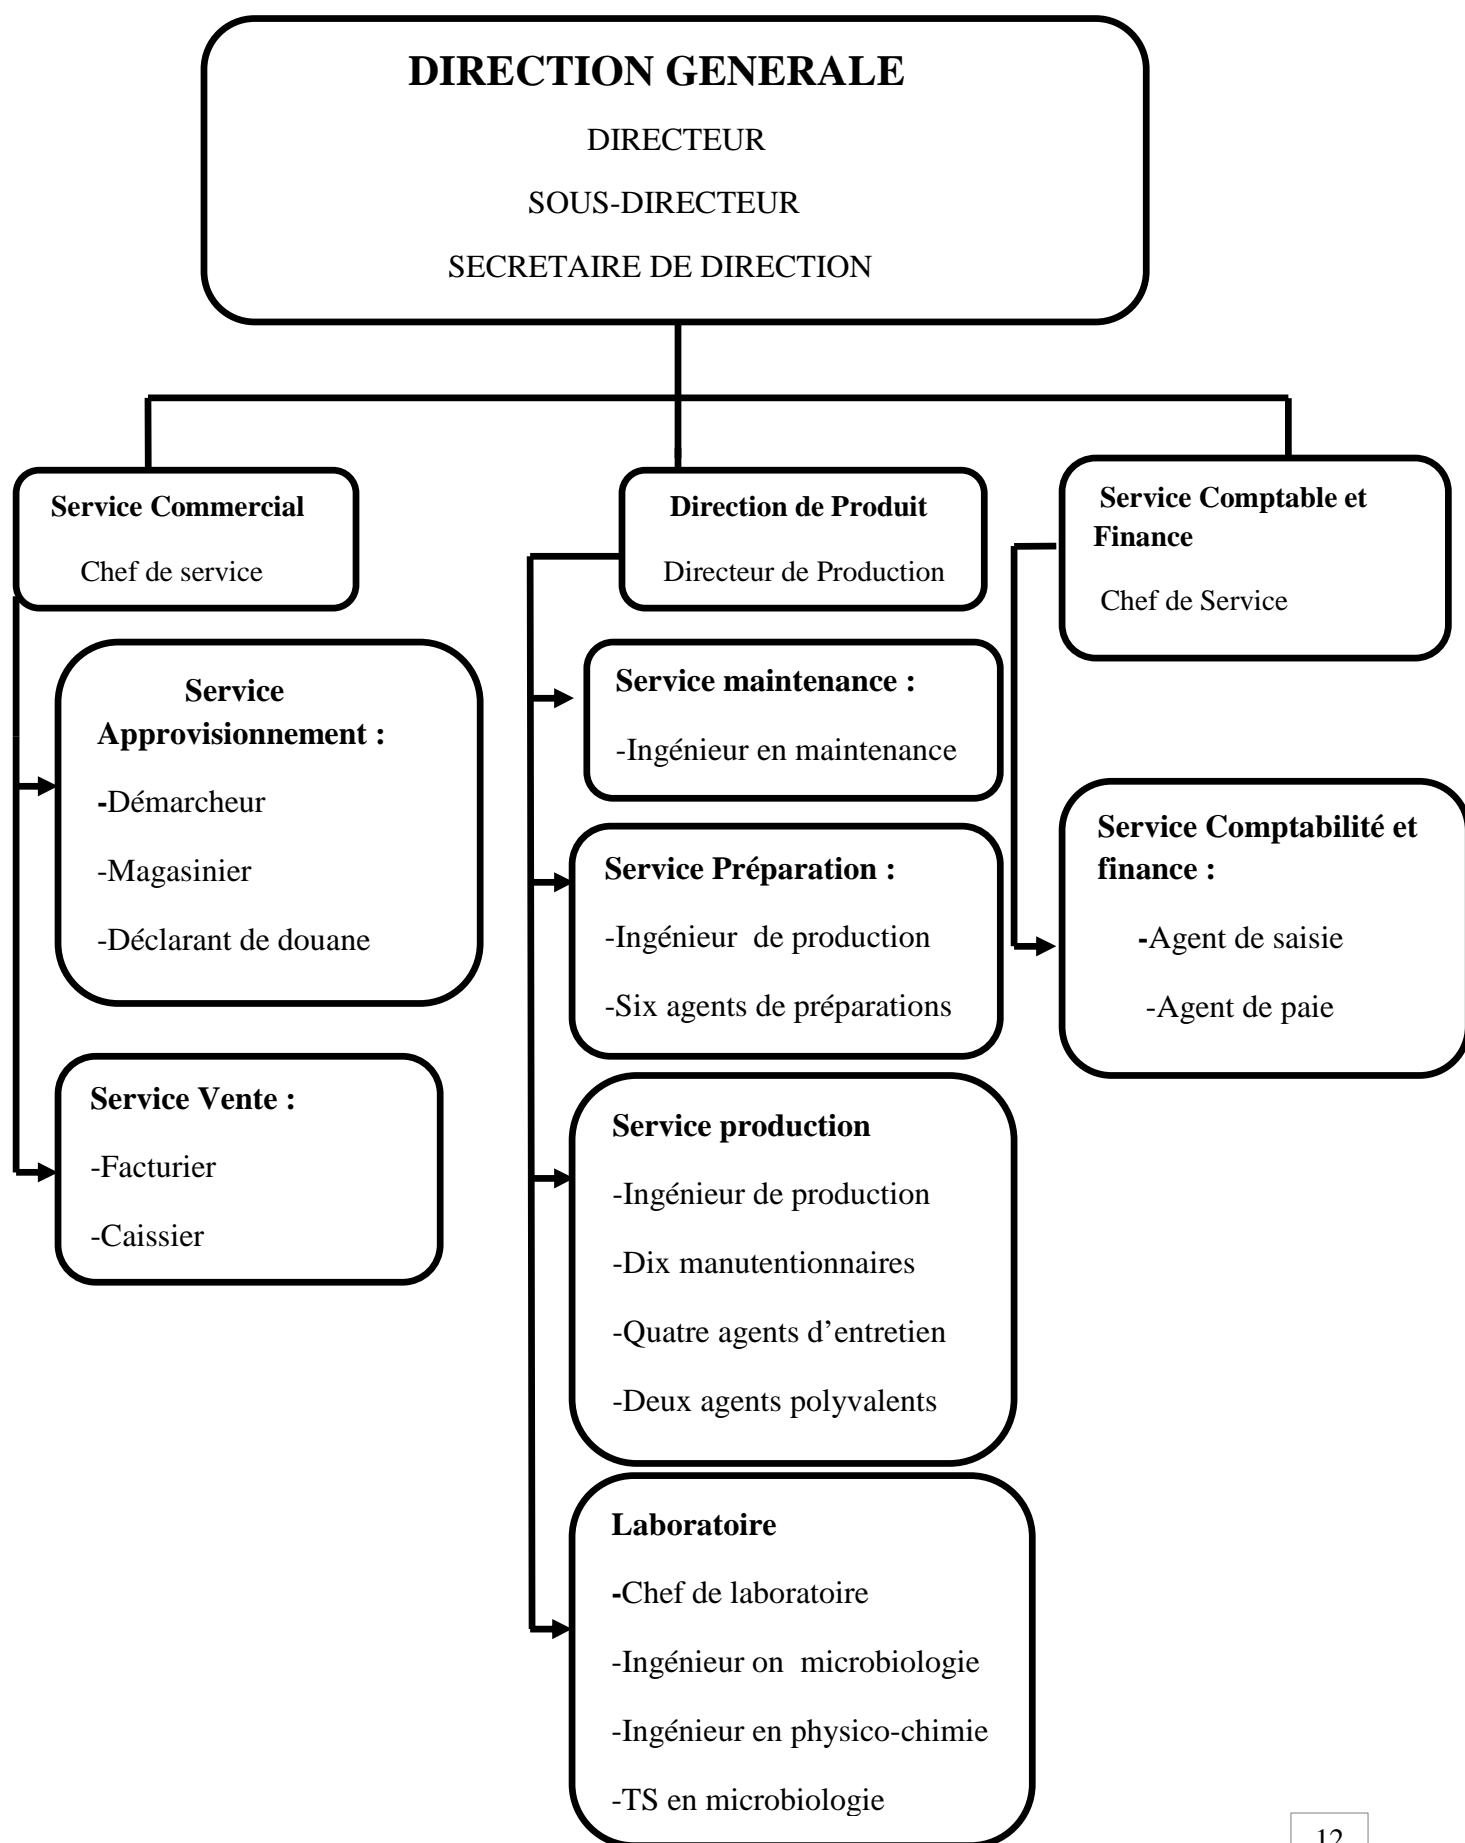 DIRECTION GENERALE
DIRECTEUR
SOUS-DIRECTEUR
SECRETAIRE DE DIRECTION
Service Commercial
Chef de service
Service
Approvisionnement :
-Démarcheur
-Magasinier
-Déclarant de douane
Service Vente :
-Facturier
-Caissier
Direction de Produit
Directeur de Production
Service maintenance :
-Ingénieur en maintenance
Service Préparation :
-Ingénieur de production
-Six agents de préparations
Service production
-Ingénieur de production
-Dix manutentionnaires
-Quatre agents d’entretien
-Deux agents polyvalents
Laboratoire
-Chef de laboratoire
-Ingénieur on microbiologie
-Ingénieur en physico-chimie
-TS en microbiologie
Service Comptable et
Finance
Chef de Service
Service Comptabilité et
finance :
-Agent de saisie
-Agent de paie
12